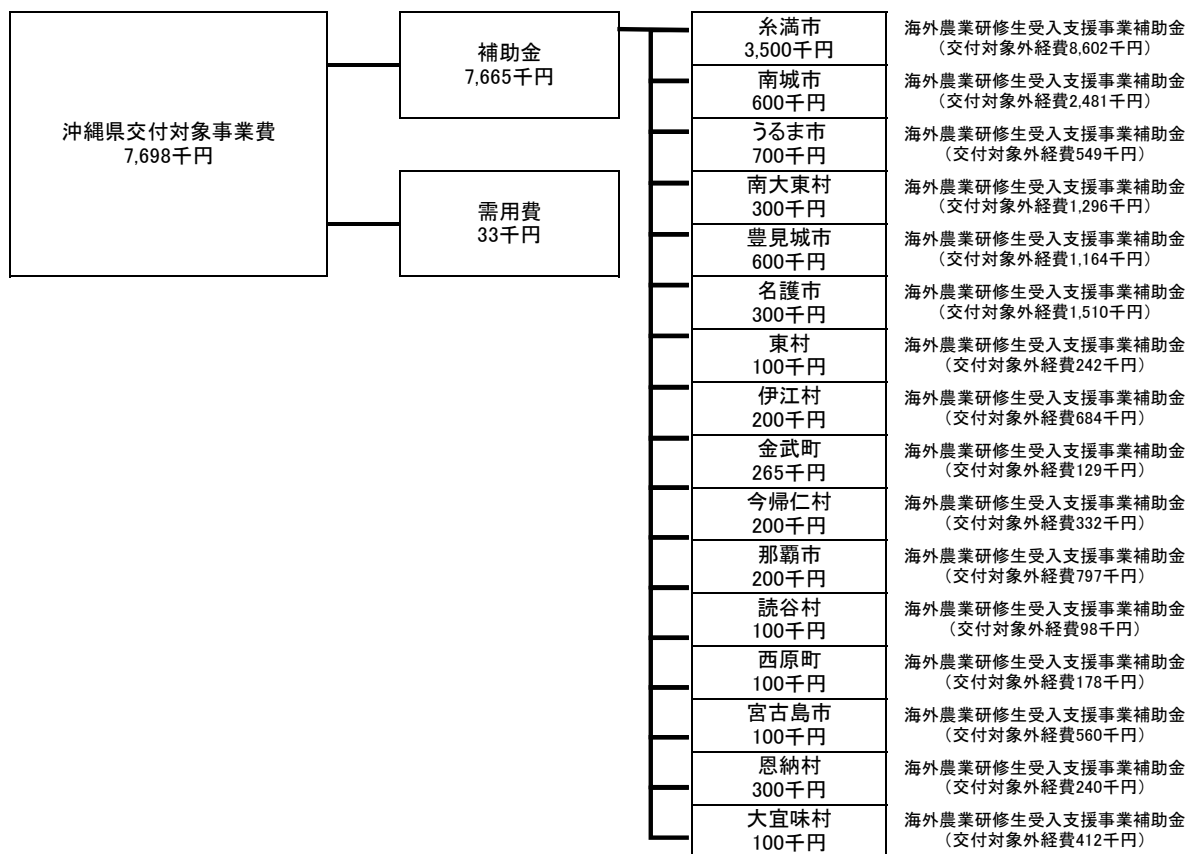 沖縄県交付対象事業費
7,698千円
補助金
7,665千円
需用費
33千円
糸満市
3,500千円
海外農業研修生受入支援事業補助金
（交付対象外経費8,602千円）
南城市
600千円
海外農業研修生受入支援事業補助金
（交付対象外経費2,481千円）
うるま市
700千円
海外農業研修生受入支援事業補助金
（交付対象外経費549千円）
南大東村
300千円
海外農業研修生受入支援事業補助金
（交付対象外経費1,296千円）
豊見城市
600千円
海外農業研修生受入支援事業補助金
（交付対象外経費1,164千円）
名護市
300千円
海外農業研修生受入支援事業補助金
（交付対象外経費1,510千円）
東村
100千円
海外農業研修生受入支援事業補助金
（交付対象外経費242千円）
伊江村
200千円
海外農業研修生受入支援事業補助金
（交付対象外経費684千円）
金武町
265千円
海外農業研修生受入支援事業補助金
（交付対象外経費129千円）
今帰仁村
200千円
海外農業研修生受入支援事業補助金
（交付対象外経費332千円）
那覇市
200千円
海外農業研修生受入支援事業補助金
（交付対象外経費797千円）
読谷村
100千円
海外農業研修生受入支援事業補助金
（交付対象外経費98千円）
西原町
100千円
海外農業研修生受入支援事業補助金
（交付対象外経費178千円）
宮古島市
100千円
海外農業研修生受入支援事業補助金
（交付対象外経費560千円）
恩納村
300千円
海外農業研修生受入支援事業補助金
（交付対象外経費240千円）
大宜味村
100千円
海外農業研修生受入支援事業補助金
（交付対象外経費412千円）